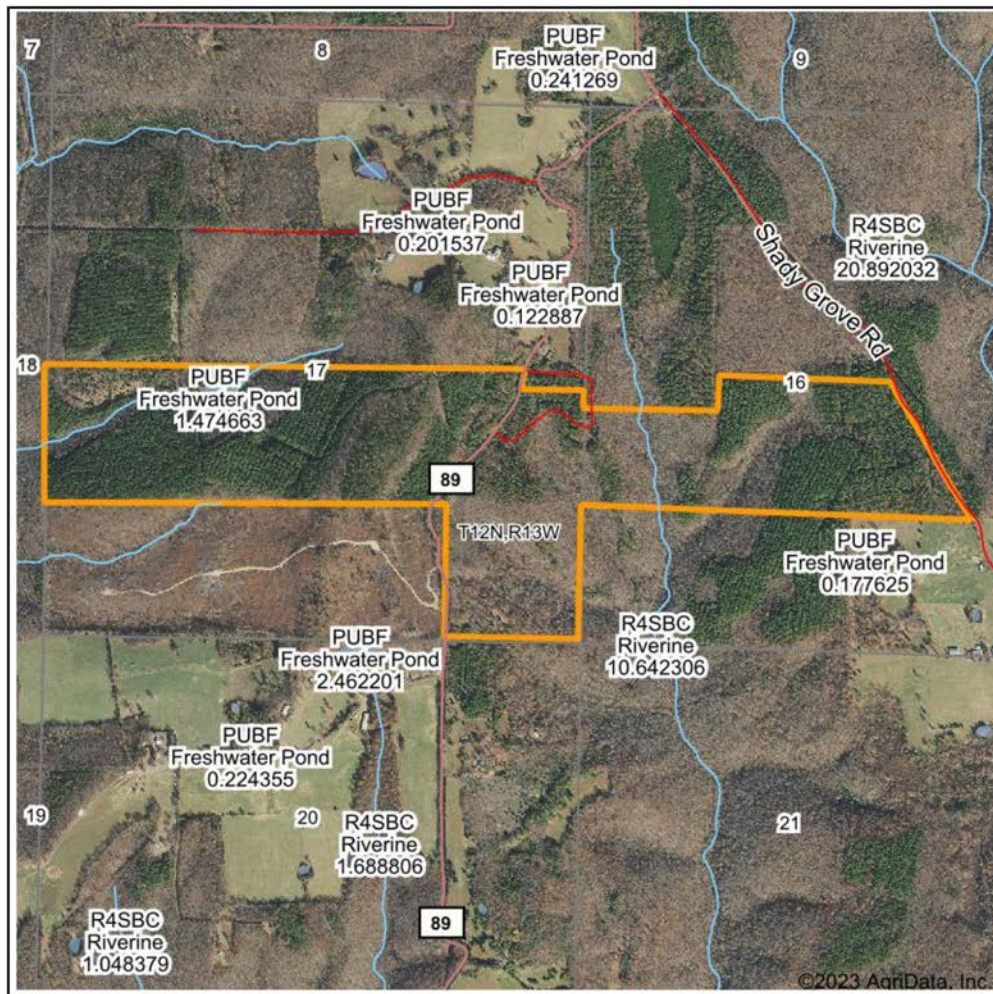 7
8
9
PUBF
Freshwater Pond
0.241269
PUBF
Freshwater Pond
0.201537
R4SBC
Riverine
20.892032
Shady Grove Rd
PUBF
Freshwater Pond
0.122887
18
17
16
PUBF
Freshwater Pond
1.474663
89
T12N,R13W
PUBF
Freshwater Pond
0.177625
R4SBC
Riverine
10.642306
PUBF
Freshwater Pond
2.462201
PUBF
Freshwater Pond
0.224355
19
20
21
R4SBC
Riverine
1.688806
R4SBC
Riverine
1.048379
89
©2023 AgriData, Inc.